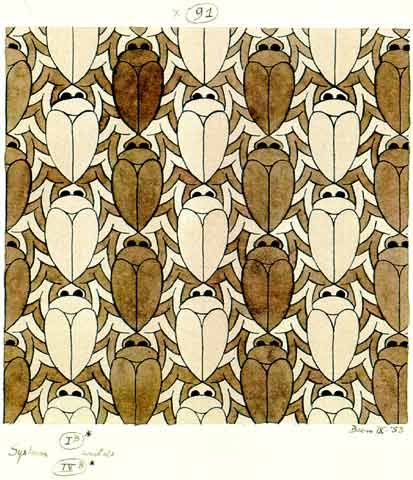 x 91
Baarn IX-'53
I B *
System
IV B *